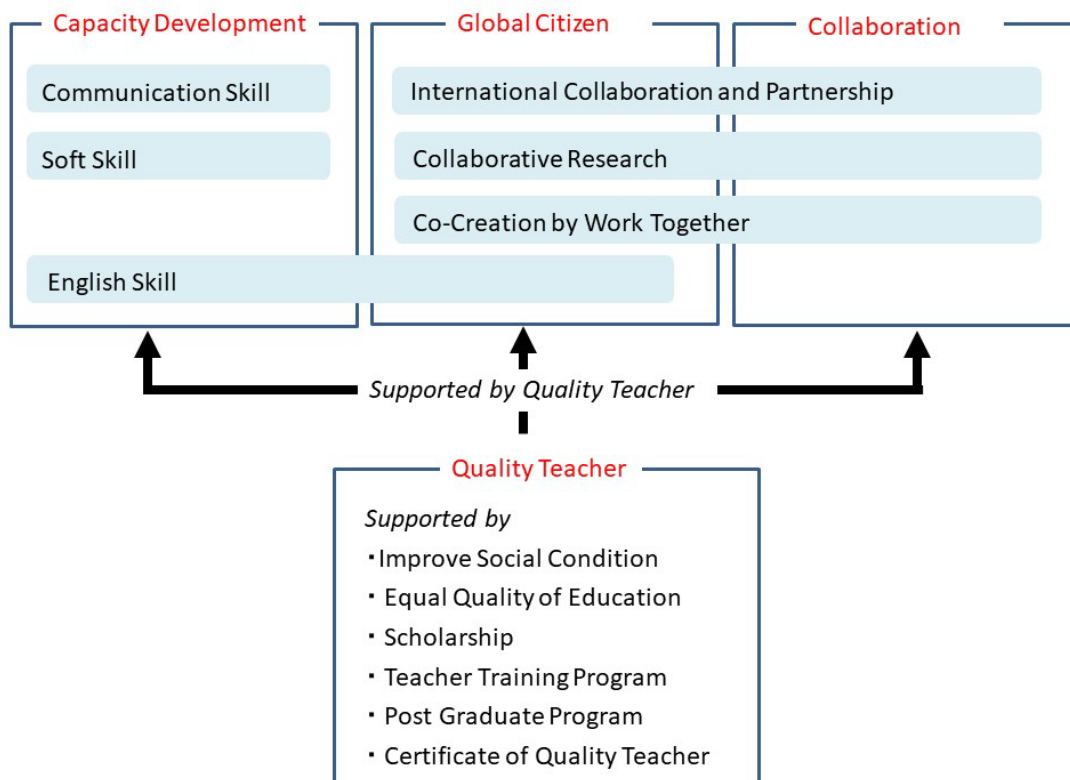 Capacity Development
Global Citizen
Collaboration
Communication Skill
International Collaboration and Partnership
Soft Skill
Collaborative Research
Co-Creation by Work Together
English Skill
Supported by Quality Teacher
Quality Teacher
Supported by
・Improve Social Condition
・Equal Quality of Education
・Scholarship
・Teacher Training Program
・Post Graduate Program
・Certificate of Quality Teacher